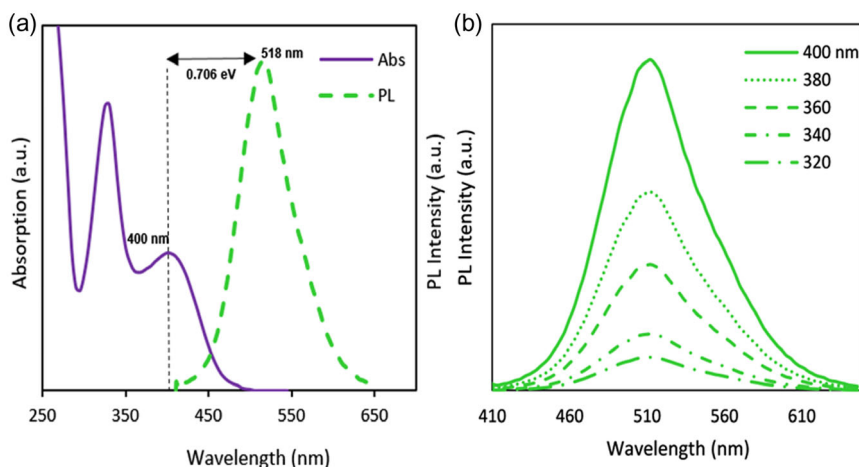 (a)
518 nm
0.706 eV
Abs
PL
400 nm
Absorption (a.u.)
PL Intensity (a.u.)
250 350 450 550 650
Wavelength (nm)
(b)
400 nm
380
360
340
320
PL Intensity (a.u.)
410 460 510 560 610
Wavelength (nm)